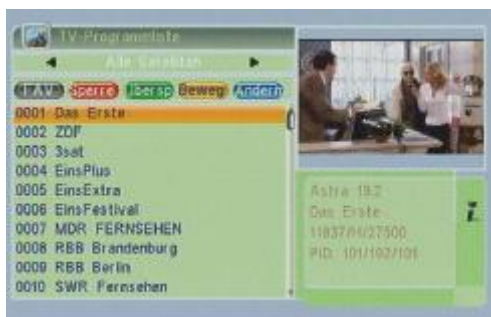 TV-Programmliste
Alle Satelliten
FAV Sperre Übersp Beweg Ändern
0001 Das Erste
0002 ZDF
0003 3sat
0004 EinsPlus
0005 EinsExtra
0006 EinsFestival
0007 MDR FERNSEHEN
0008 RBB Brandenburg
0009 RBB Berlin
0010 SWR Fernsehen
Astra 19.2
Das Erste
11837/H/27500
PID: 101/102/101
i